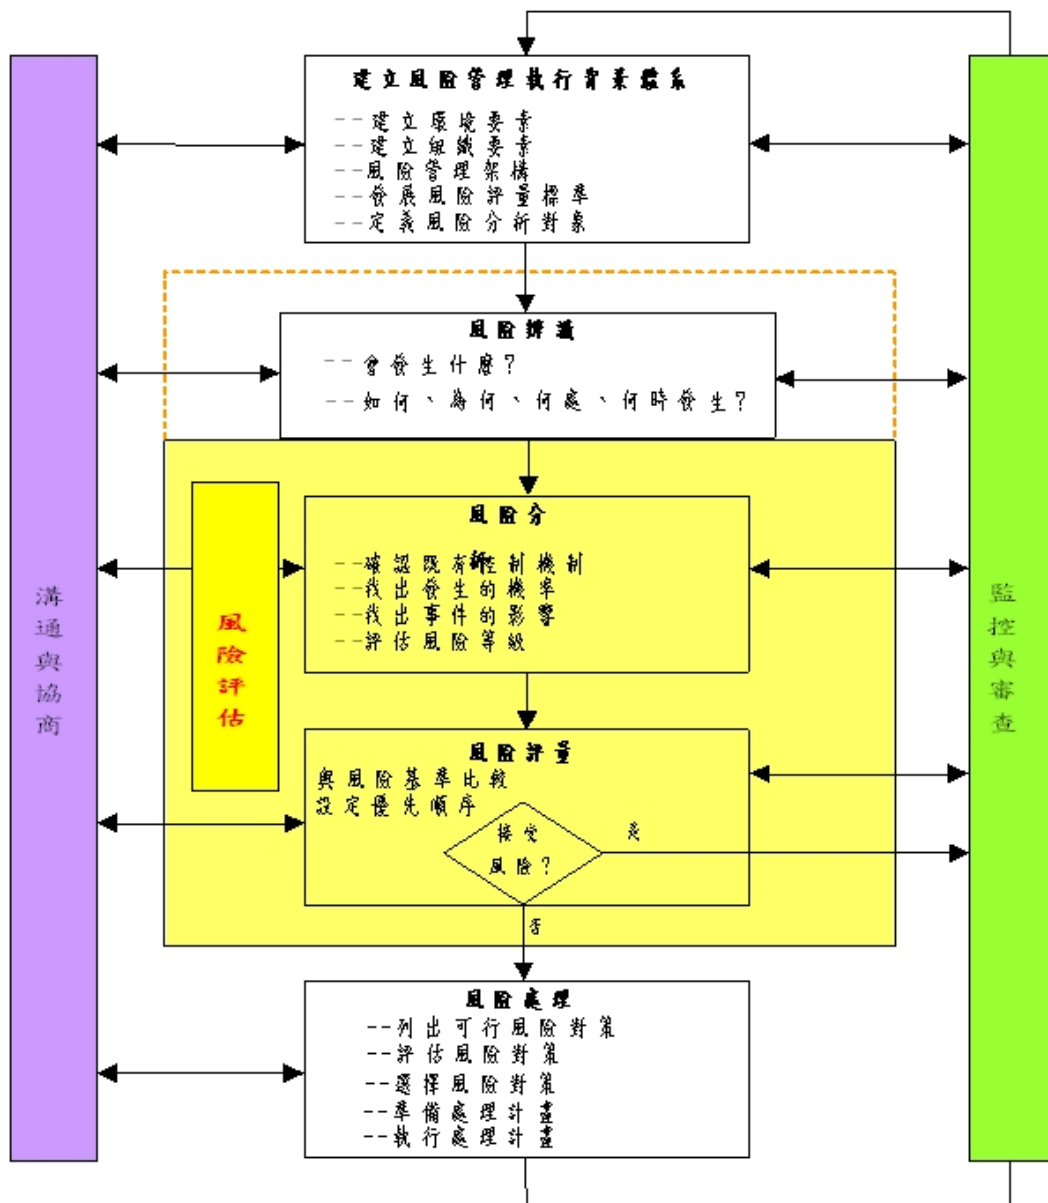 建立風險管理執行背景體系
--建立環境要素
--建立組織要素
--風險管理架構
--發展風險評量標準
--定義風險分析對象
風險辨識
--會發生什麼?
--如何、為何、何處、何時發生?
風險分
析
--確認既有控制機制
--找出發生的機率
--找出事件的影響
--評估風險等級
風險評估
溝通與協商
監控與審查
風險評量
與風險基準比較
設定優先順序
接受
風險?
是
否
風險處理
--列出可行風險對策
--評估風險對策
--選擇風險對策
--準備處理計畫
--執行處理計畫